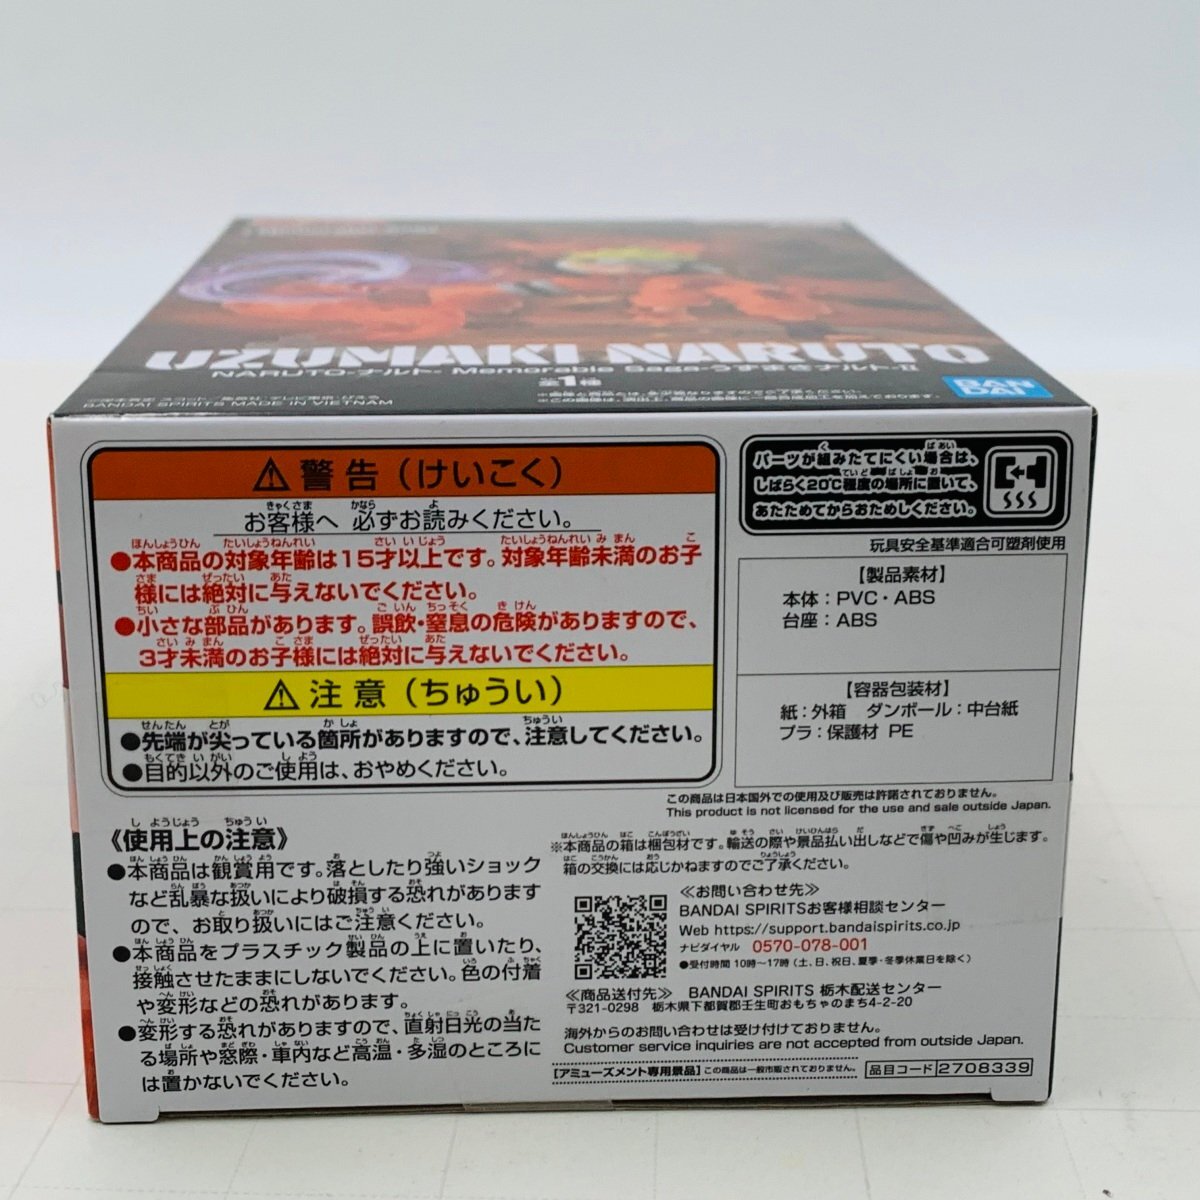 UZUMAKI NARUTO
NARUTO-ナルト- Memorable Saga-うずまきナルト-II
全1種
BANDAI SPIRITS MADE IN VIETNAM
BAN
DAI
⚠警告(けいこく)
お客様へ 必ずお読みください。
●本商品の対象年齢は15才以上です。対象年齢未満のお子
様には絶対に与えないでください。
●小さな部品があります。誤飲・窒息の危険がありますので、
3才未満のお子様には絶対に与えないでください。
⚠注意(ちゅうい)
●先端が尖っている箇所がありますので、注意してください。
●目的以外のご使用は、おやめください。
パーツが組みたてにくい場合は、
しばらく20℃程度の場所に置いて、
あたためてからおためしください。
玩具安全基準適合可塑剤使用
【製品素材】
本体:PVC・ABS
台座:ABS
【容器包装材】
紙:外箱 ダンボール:中台紙
プラ:保護材 PE
この商品は日本国外での使用及び販売は許諾されておりません。
This product is not licensed for the use and sale outside Japan.
《使用上の注意》
●本商品は観賞用です。落としたり強いショック
など乱暴な扱いにより破損する恐れがあります
ので、お取り扱いにはご注意ください。
●本商品をプラスチック製品の上に置いたり、
接触させたままにしないでください。色の付着
や変形などの恐れがあります。
●変形する恐れがありますので、直射日光の当た
る場所や窓際・車内など高温・多湿のところに
は置かないでください。
※本商品の箱は梱包材です。輸送の際や景品払い出しなどで傷や凹みが生じます。
箱の交換には応じかねますのでご了承ください。
≪お問い合わせ先≫
BANDAI SPIRITSお客様相談センター
Web https://support.bandaispirits.co.jp
ナビダイヤル 0570-078-001
●受付時間 10時〜17時(土、日、祝日、夏季・冬季休業日を除く)
≪商品送付先≫ BANDAI SPIRITS 栃木配送センター
〒321-0298 栃木県下都賀郡壬生町おもちゃのまち4-2-20
海外からのお問い合わせは受け付けておりません。
Customer service inquiries are not accepted from outside Japan.
【アミューズメント専用景品】この商品は一般市販されておりません。 品目コード 2708339